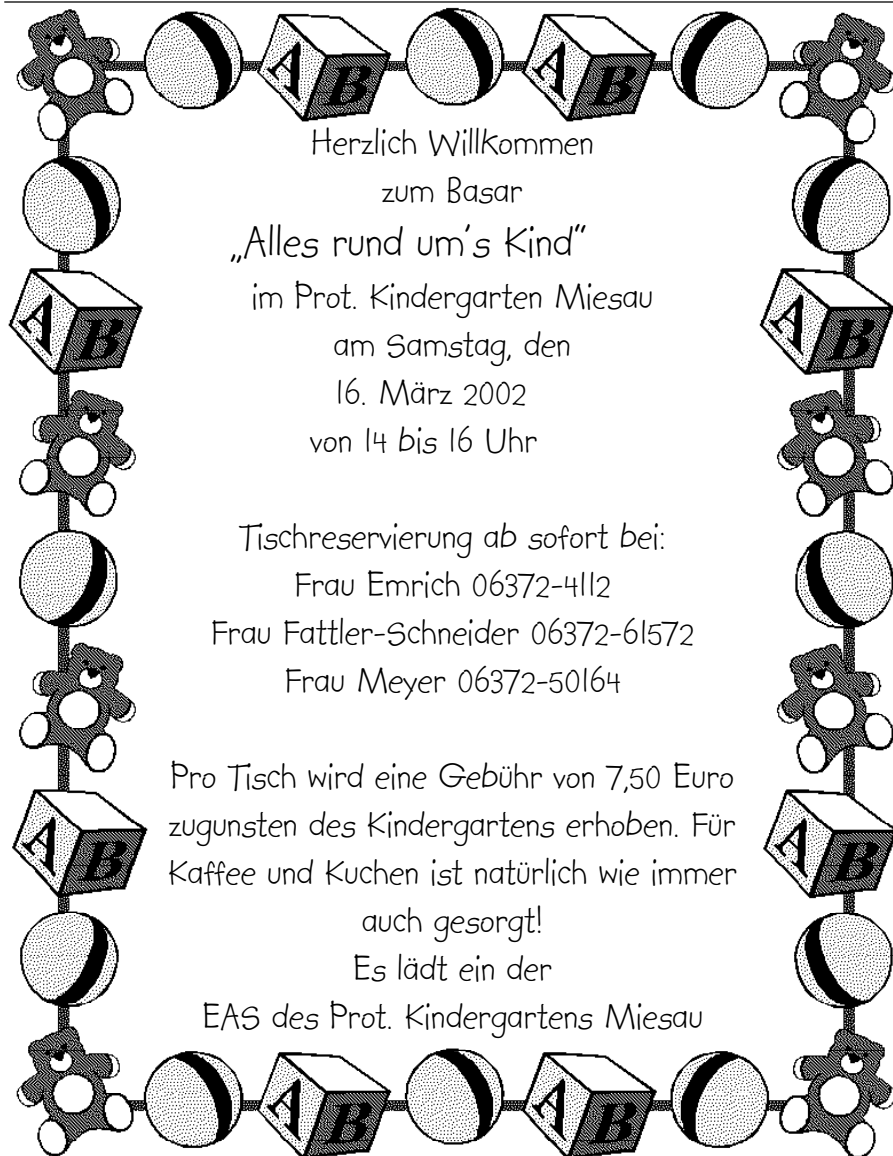 Herzlich Willkommen
zum Basar
„Alles rund um's Kind"
im Prot. Kindergarten Miesau
am Samstag, den
16. März 2002
von 14 bis 16 Uhr
Tischreservierung ab sofort bei:
Frau Emrich 06372-4112
Frau Fattler-Schneider 06372-61572
Frau Meyer 06372-50164
Pro Tisch wird eine Gebühr von 7,50 Euro
zugunsten des Kindergartens erhoben. Für
Kaffee und Kuchen ist natürlich wie immer
auch gesorgt!
Es lädt ein der
EAS des Prot. Kindergartens Miesau